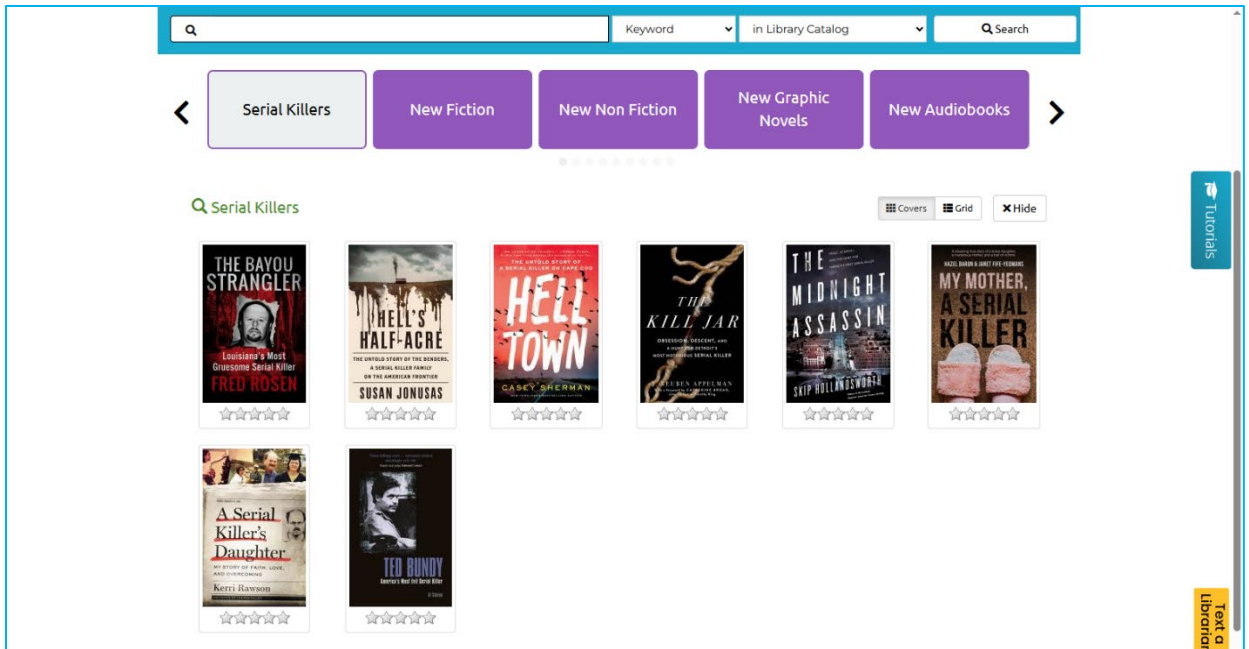 Keyword
in Library Catalog
Search
Serial Killers
New Fiction
New Non Fiction
New Graphic
Novels
New Audiobooks
Serial Killers
Covers
Grid
Hide
Tutorials
THE BAYOU
STRANGLER
Louisiana's Most
Gruesome Serial Killer
FRED ROSEN
HELL'S
HALF-ACRE
THE UNTOLD STORY OF THE BENDERS,
A SERIAL KILLER FAMILY
ON THE AMERICAN FRONTIER
SUSAN JONUSAS
THE UNTOLD STORY OF
A SERIAL KILLER ON CAPE COD
HELL
TOWN
CASEY SHERMAN
THE
KILL JAR
OBSESSION, DESCENT, AND
A HUNT FOR DETROIT'S
MOST NOTORIOUS SERIAL KILLER
J. REUBEN APPELMAN
THE
MIDNIGHT
ASSASSIN
SKIP HOLLANDSWORTH
HAZEL BARON & JANET FIFE-YEOMANS
MY MOTHER,
A SERIAL
KILLER
A Serial
Killer's
Daughter
MY STORY OF FAITH, LOVE,
AND OVERCOMING
Kerri Rawson
TED BUNDY
America's Most Evil Serial Killer
Text a
Librarian